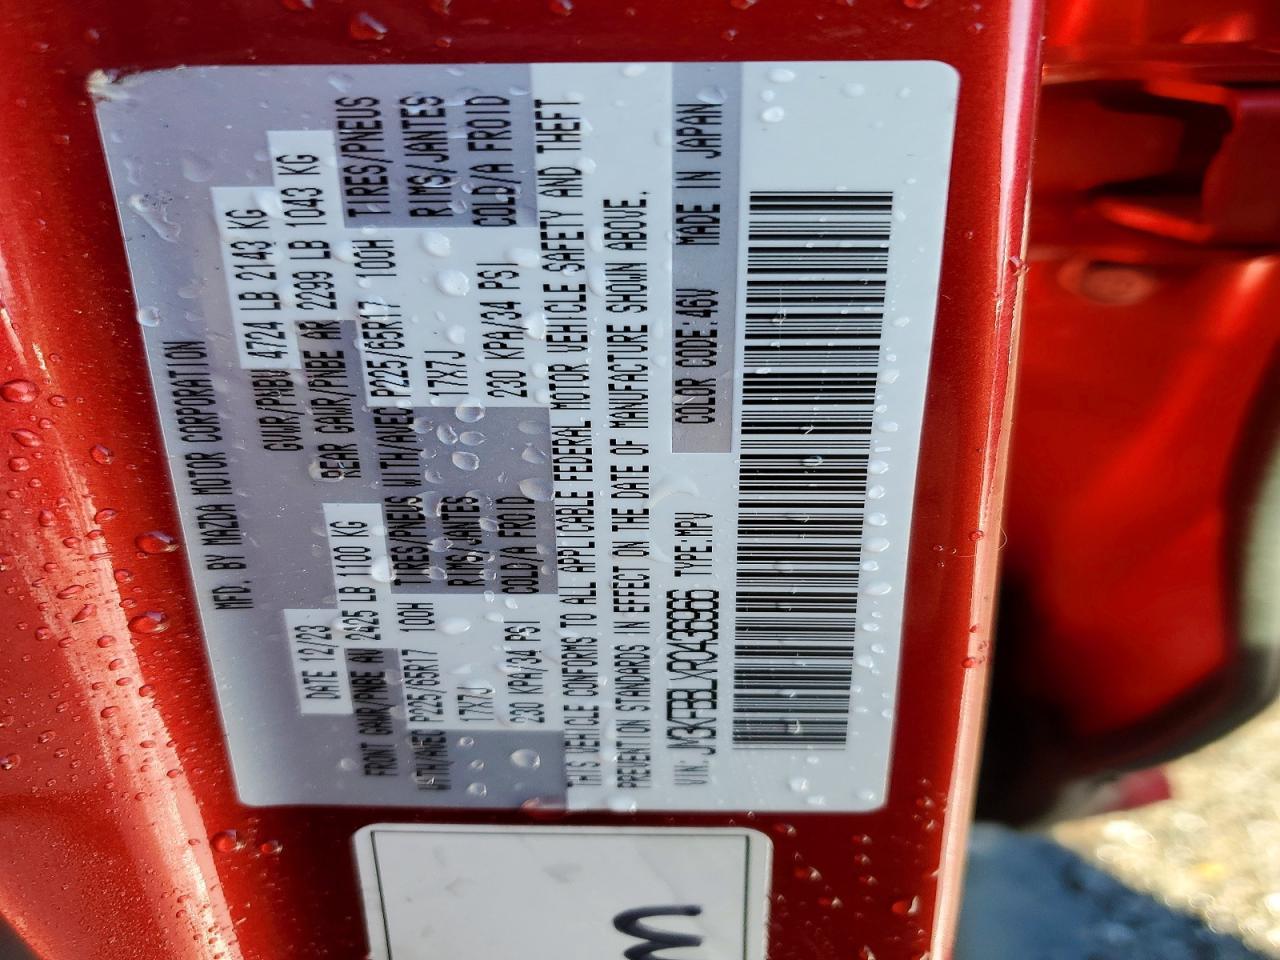 MFD. BY MAZDA MOTOR CORPORATION
DATE 12/23 GVWR/PNBV 4724 LB 2143 KG
FRONT GAWR/PNBE AV 2425 LB 1100 KG REAR GAWR/PNBE AR 2299 LB 1043 KG
WITH/AVEC P225/65R17 100H TIRES/PNEUS WITH/AVEC P225/65R17 100H TIRES/PNEUS
17X7J RIMS/JANTES 17X7J RIMS/JANTES
230 KPA/34 PSI COLD/A FROID 230 KPA/34 PSI COLD/A FROID
THIS VEHICLE CONFORMS TO ALL APPLICABLE FEDERAL MOTOR VEHICLE SAFETY AND THEFT
PREVENTION STANDARDS IN EFFECT ON THE DATE OF MANUFACTURE SHOWN ABOVE.
VIN: JM3KFBBLXR0436966 TYPE:MPV COLOR CODE:46V MADE IN JAPAN